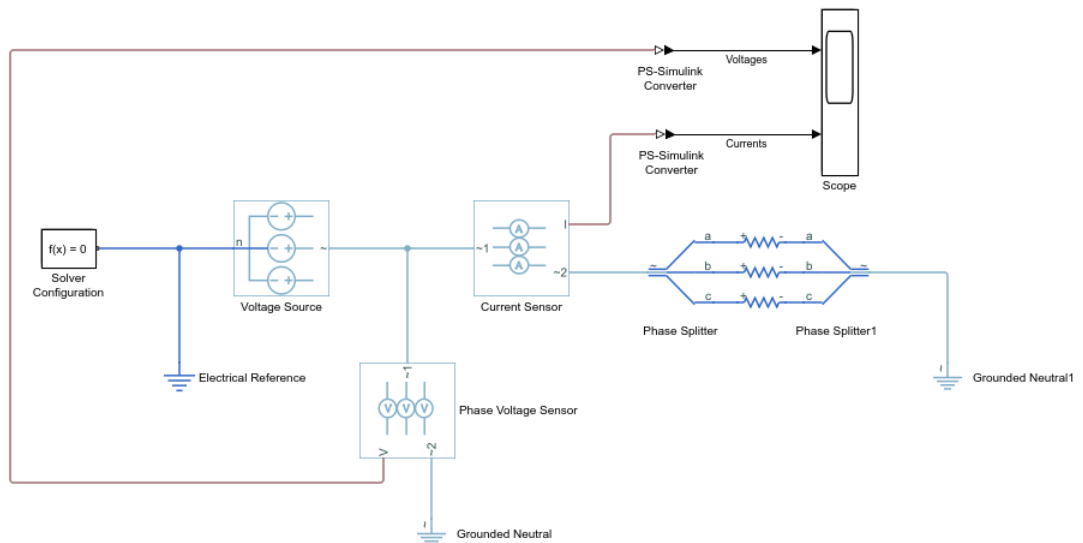 Voltages
PS-Simulink
Converter
Currents
PS-Simulink
Converter
Scope
f(x) = 0
Solver
Configuration
n
~
Voltage Source
~1
I
A
A
A
~2
Current Sensor
~
a
+
-
a
b
+
-
b
c
+
-
c
~
Phase Splitter
Phase Splitter1
Electrical Reference
~1
V
V
V
V
~2
Phase Voltage Sensor
~
Grounded Neutral
~
Grounded Neutral1